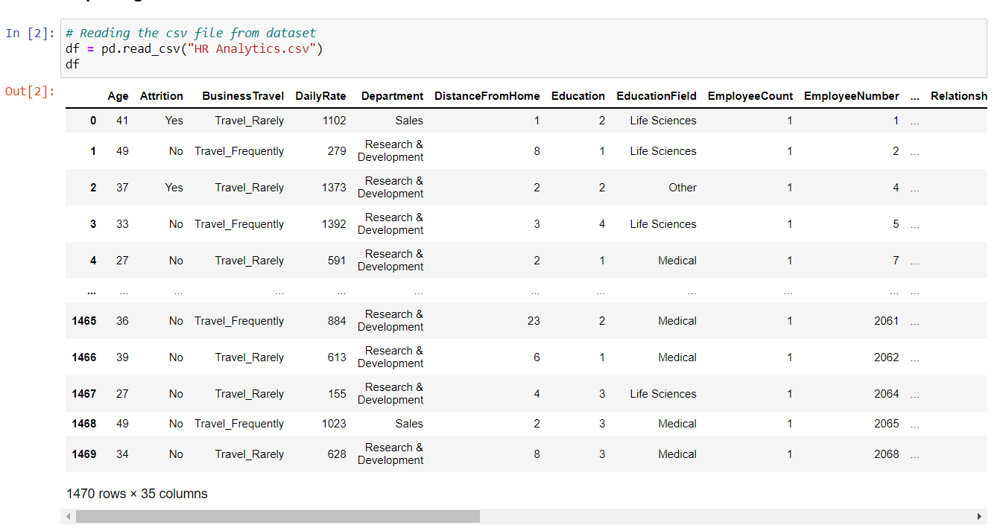 In [2]: # Reading the csv file from dataset
df = pd.read_csv("HR Analytics.csv")
df
Out[2]:
Age Attrition BusinessTravel DailyRate Department DistanceFromHome Education EducationField EmployeeCount EmployeeNumber ... Relationsh
0 41 Yes Travel_Rarely 1102 Sales 1 2 Life Sciences 1 1 ...
1 49 No Travel_Frequently 279 Research & Development 8 1 Life Sciences 1 2 ...
2 37 Yes Travel_Rarely 1373 Research & Development 2 2 Other 1 4 ...
3 33 No Travel_Frequently 1392 Research & Development 3 4 Life Sciences 1 5 ...
4 27 No Travel_Rarely 591 Research & Development 2 1 Medical 1 7 ...
... ... ... ... ... ... ... ... ... ... ... ...
1465 36 No Travel_Frequently 884 Research & Development 23 2 Medical 1 2061 ...
1466 39 No Travel_Rarely 613 Research & Development 6 1 Medical 1 2062 ...
1467 27 No Travel_Rarely 155 Research & Development 4 3 Life Sciences 1 2064 ...
1468 49 No Travel_Frequently 1023 Sales 2 3 Medical 1 2065 ...
1469 34 No Travel_Rarely 628 Research & Development 8 3 Medical 1 2068 ...
1470 rows × 35 columns